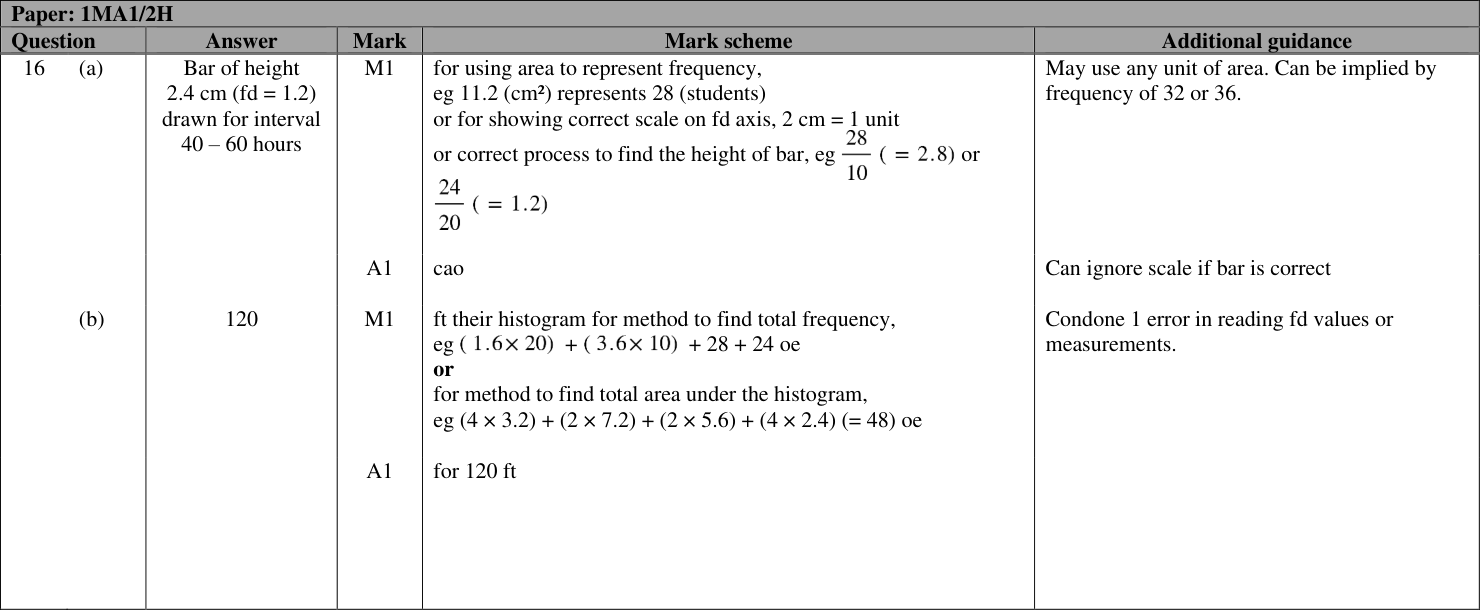 Paper: 1MA1/2H
Question Answer Mark Mark scheme Additional guidance
16 (a) Bar of height M1 for using area to represent frequency, May use any unit of area. Can be implied by
2.4 cm (fd = 1.2) eg 11.2 (cm²) represents 28 (students) frequency of 32 or 36.
drawn for interval or for showing correct scale on fd axis, 2 cm = 1 unit
40 – 60 hours or correct process to find the height of bar, eg 28/10 ( = 2.8) or
24/20 ( = 1.2)
A1 cao Can ignore scale if bar is correct
(b) 120 M1 ft their histogram for method to find total frequency, Condone 1 error in reading fd values or
eg ( 1.6× 20) + ( 3.6× 10) + 28 + 24 oe measurements.
or
for method to find total area under the histogram,
eg (4 × 3.2) + (2 × 7.2) + (2 × 5.6) + (4 × 2.4) (= 48) oe
A1 for 120 ft